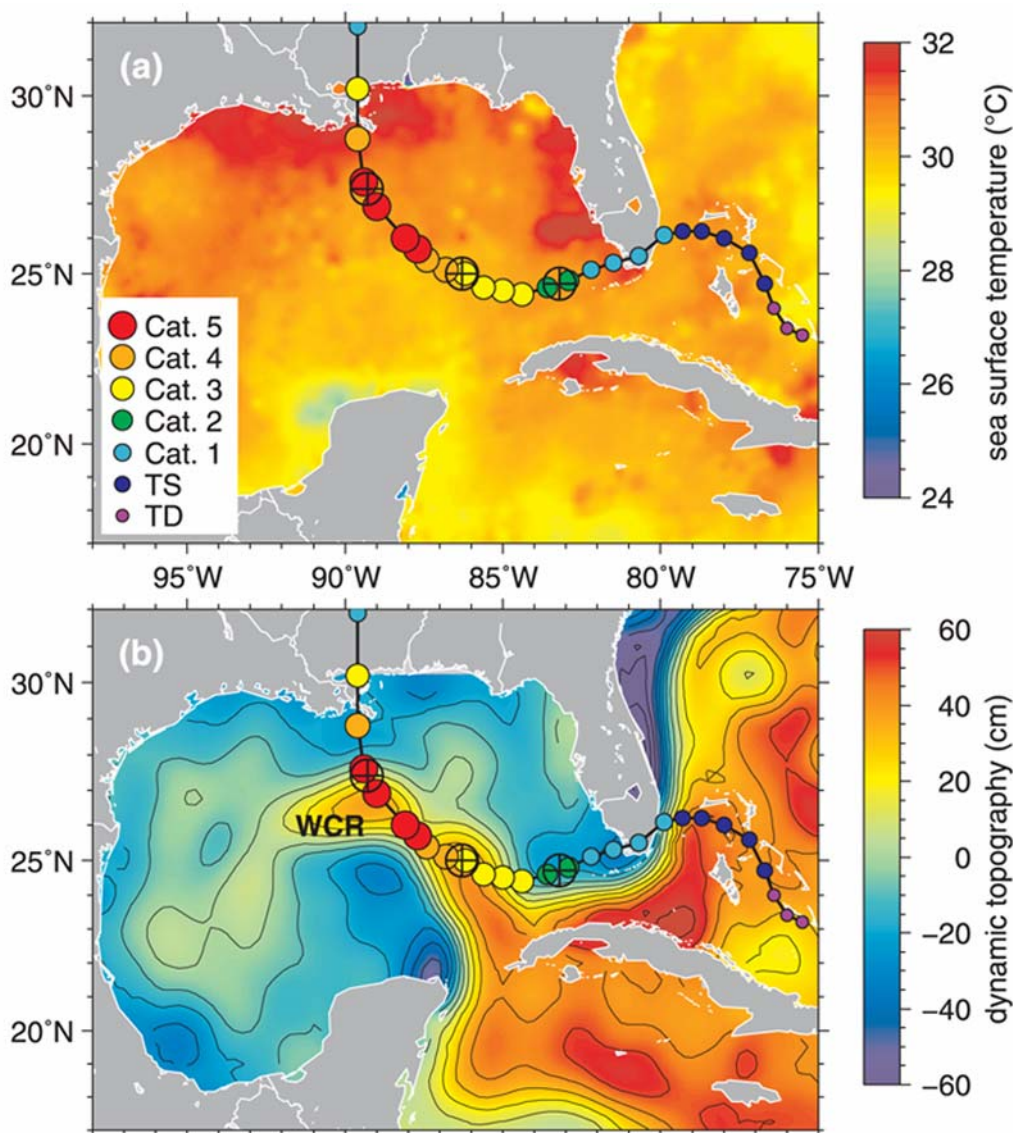 (a)
30°N
25°N
20°N
Cat. 5
Cat. 4
Cat. 3
Cat. 2
Cat. 1
TS
TD
32
30
28
26
24
sea surface temperature (°C)
95°W 90°W 85°W 80°W 75°W
(b)
30°N
25°N
20°N
WCR
60
40
20
0
−20
−40
−60
dynamic topography (cm)